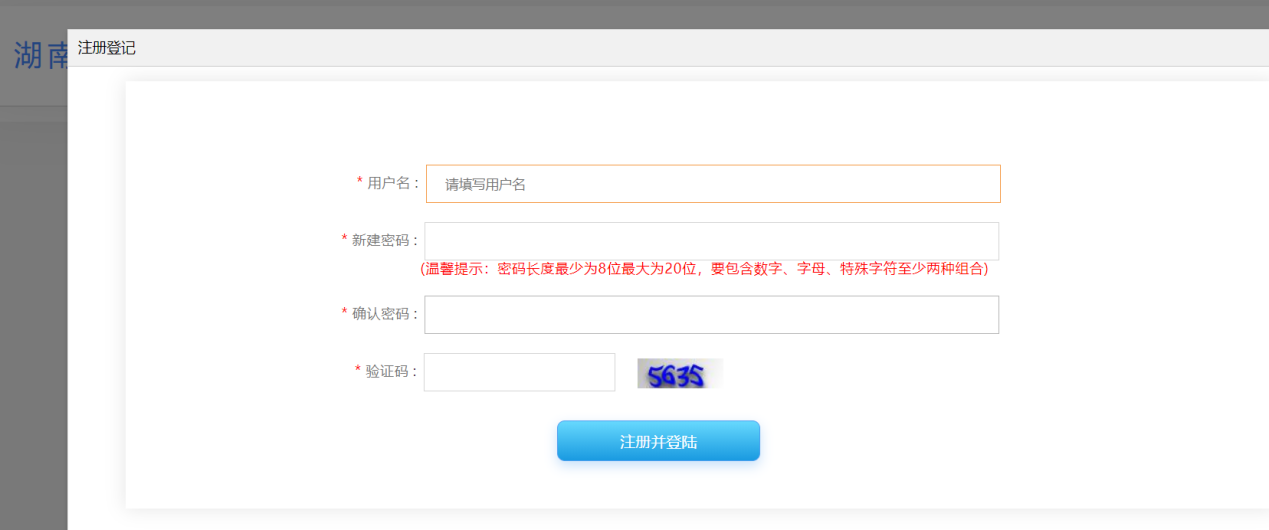 湖南
注册登记
* 用户名：
请填写用户名
* 新建密码：
(温馨提示：密码长度最少为8位最大为20位，要包含数字、字母、特殊字符至少两种组合)
* 确认密码：
* 验证码：
5635
注册并登陆